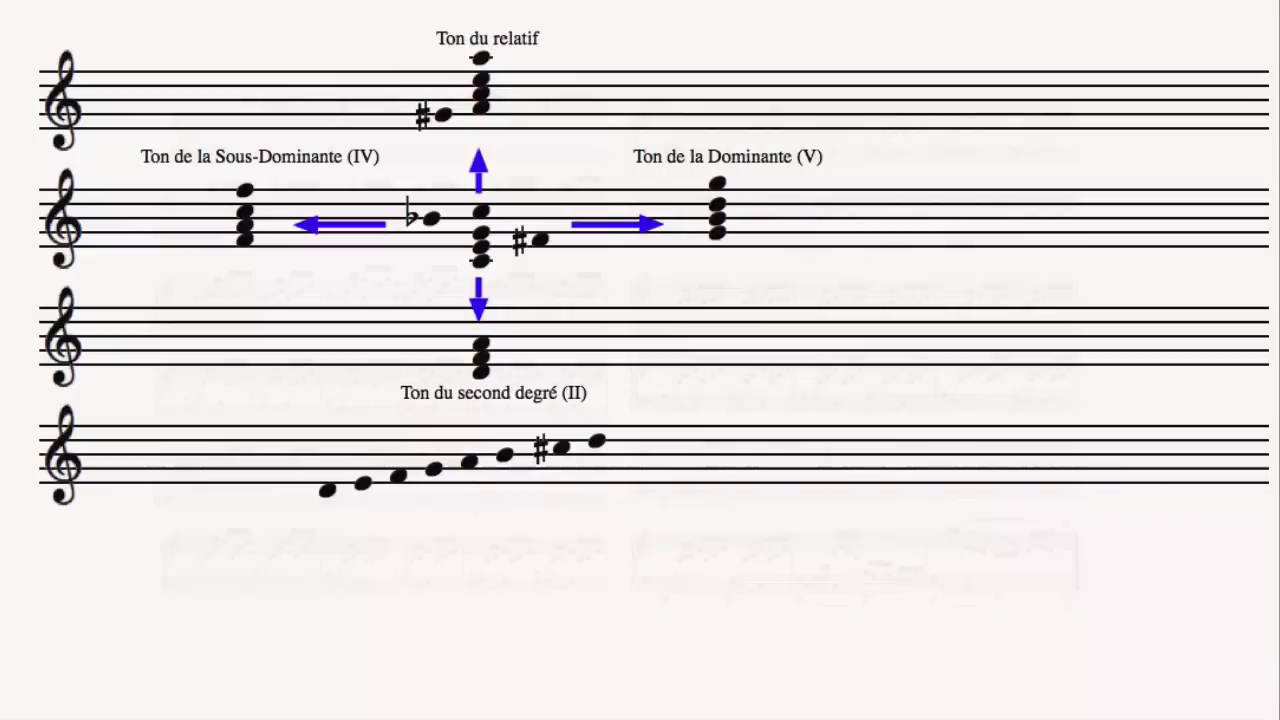 Ton du relatif
Ton de la Sous-Dominante (IV)
Ton de la Dominante (V)
Ton du second degré (II)